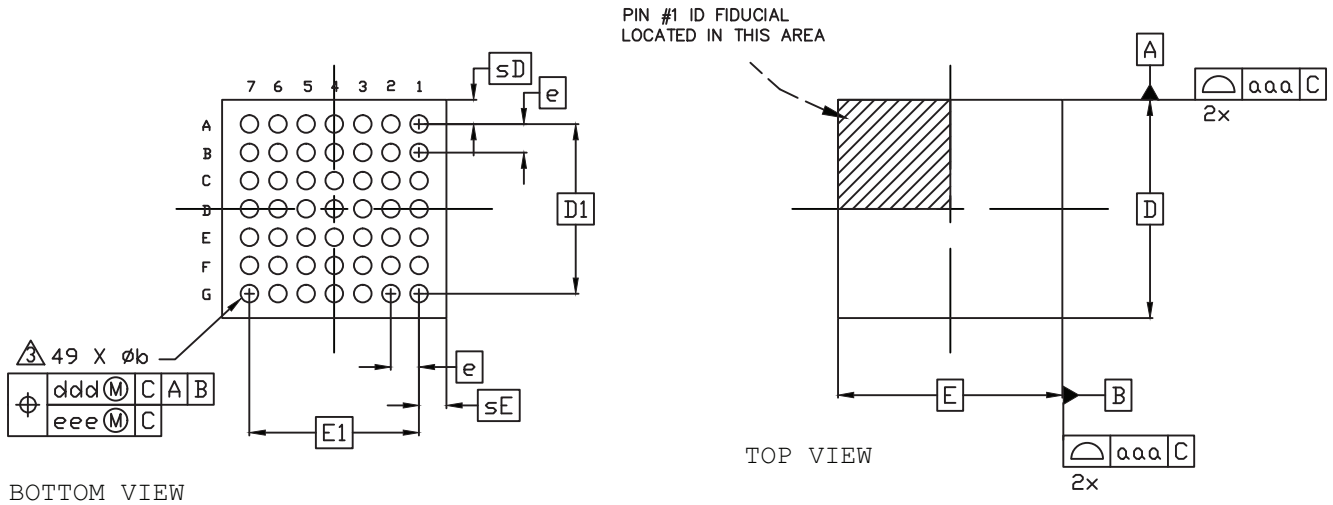 PIN #1 ID FIDUCIAL
LOCATED IN THIS AREA
sD
e
7 6 5 4 3 2 1
A
B
C
D
E
F
G
D1
3 49 X Øb
ddd Ⓜ C A B
eee Ⓜ C
e
sE
E1
BOTTOM VIEW
A
aaa C
2x
D
E
B
aaa C
2x
TOP VIEW